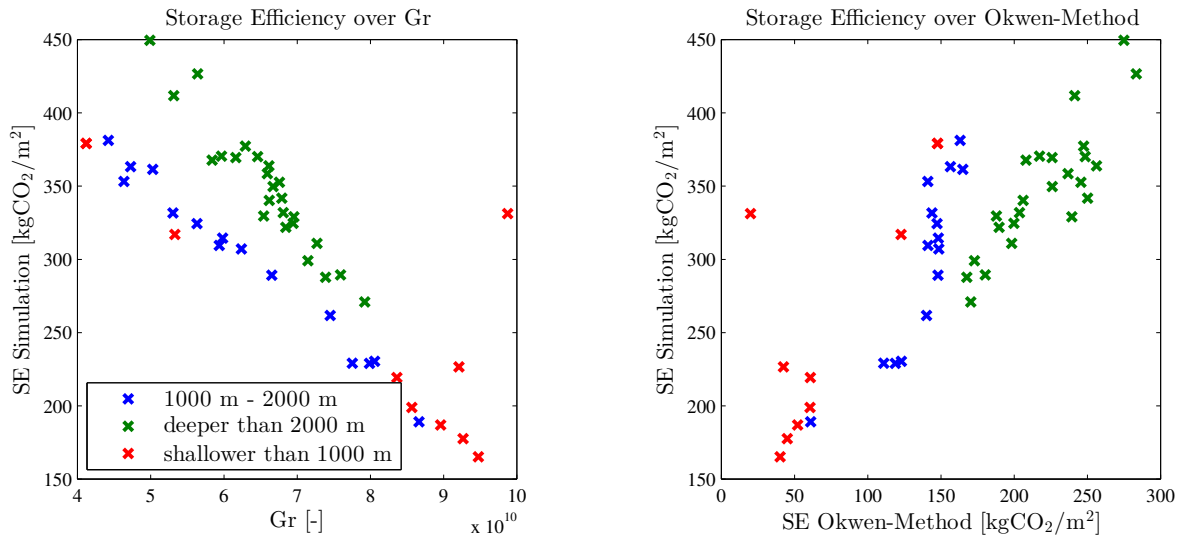 Storage Efficiency over Gr
450
400
350
300
250
200
150
SE Simulation [kgCO₂/m²]
1000 m - 2000 m
deeper than 2000 m
shallower than 1000 m
4 5 6 7 8 9 10
x 10¹⁰
Gr [-]
Storage Efficiency over Okwen-Method
450
400
350
300
250
200
150
SE Simulation [kgCO₂/m²]
0 50 100 150 200 250 300
SE Okwen-Method [kgCO₂/m²]